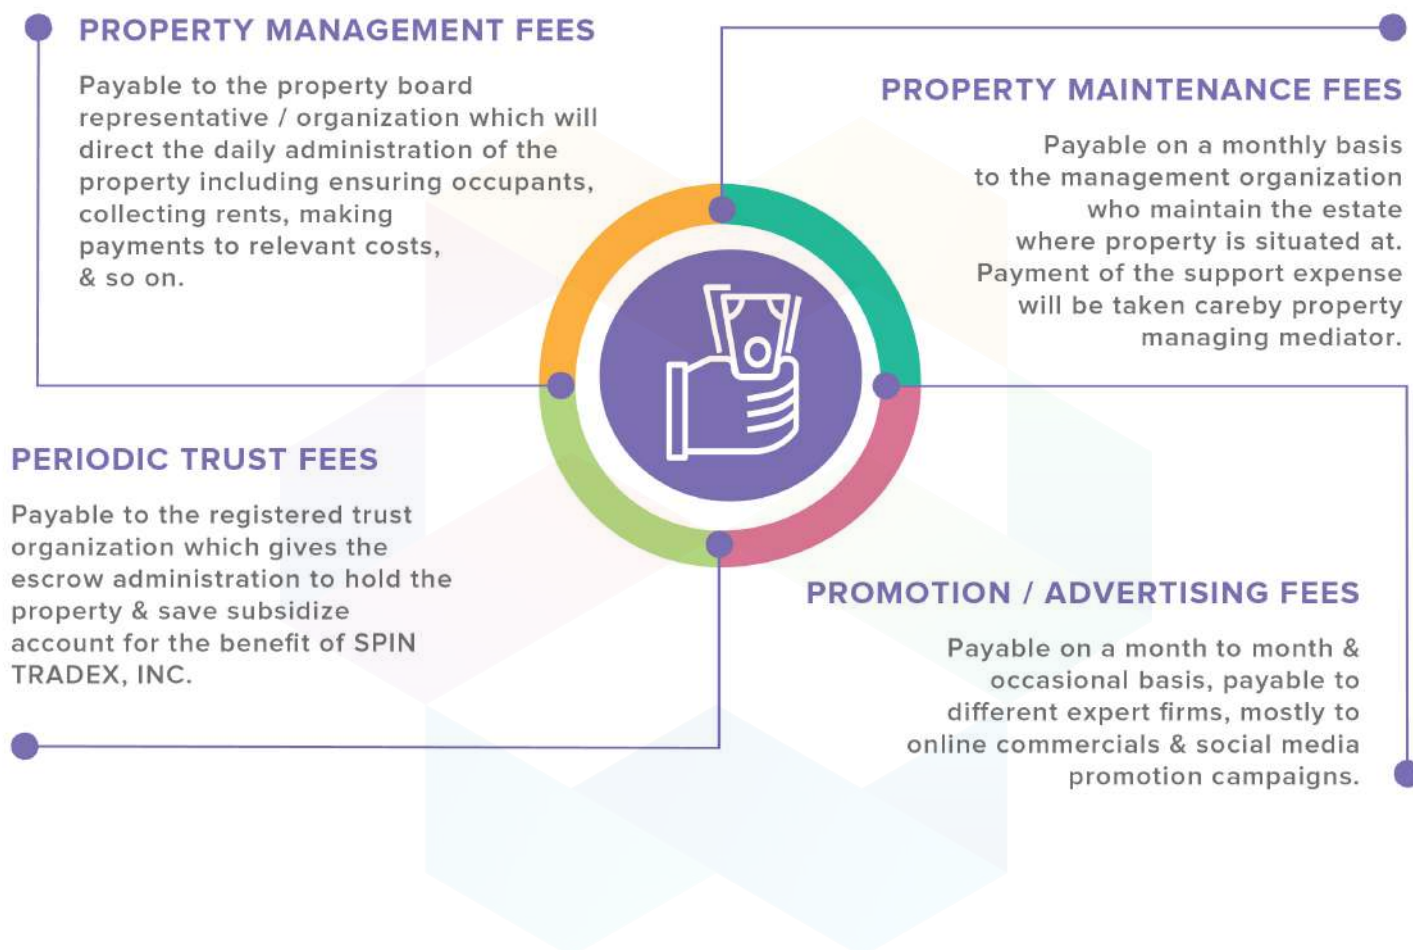 PROPERTY MANAGEMENT FEES
Payable to the property board
representative / organization which will
direct the daily administration of the
property including ensuring occupants,
collecting rents, making
payments to relevant costs,
& so on.
PROPERTY MAINTENANCE FEES
Payable on a monthly basis
to the management organization
who maintain the estate
where property is situated at.
Payment of the support expense
will be taken careby property
managing mediator.
PERIODIC TRUST FEES
Payable to the registered trust
organization which gives the
escrow administration to hold the
property & save subsidize
account for the benefit of SPIN
TRADEX, INC.
PROMOTION / ADVERTISING FEES
Payable on a month to month &
occasional basis, payable to
different expert firms, mostly to
online commercials & social media
promotion campaigns.